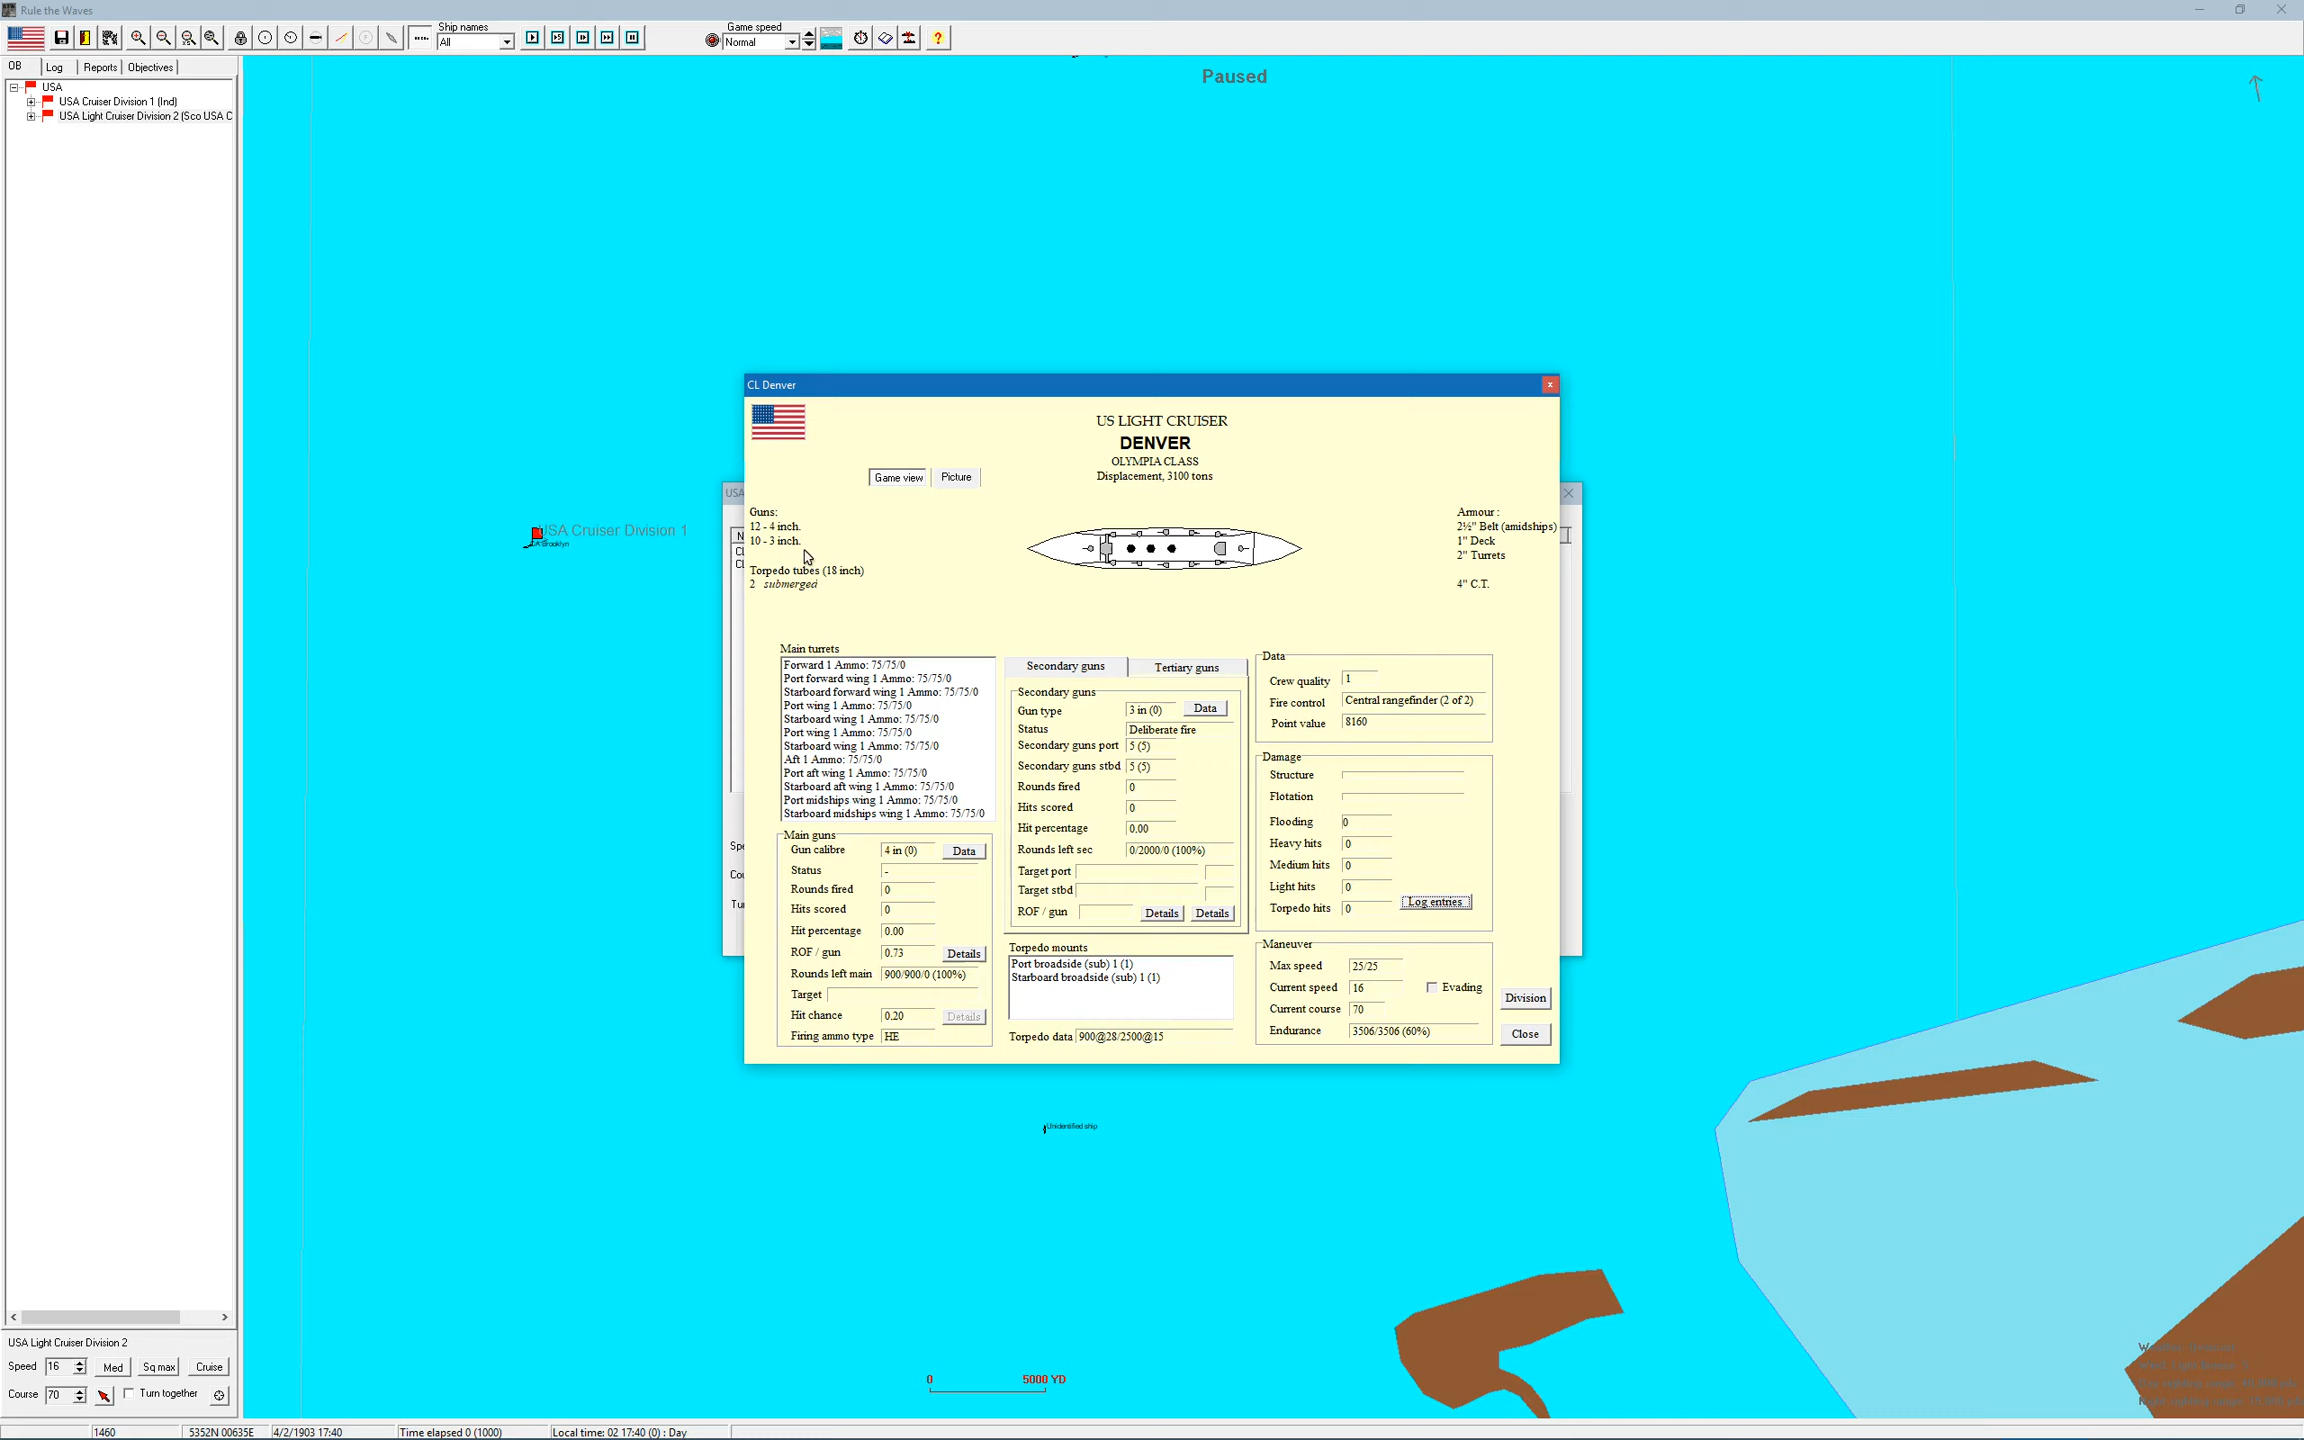 Rule the Waves
Ship names
All
Game speed
Normal
?
OB
Log
Reports
Objectives
USA
USA Cruiser Division 1 (Ind)
USA Light Cruiser Division 2 (Sco USA C
Paused
USA Cruiser Division 1
CA Brooklyn
CL Denver
x
US LIGHT CRUISER
DENVER
OLYMPIA CLASS
Displacement, 3100 tons
Game view
Picture
USA
Guns:
12 - 4 inch.
10 - 3 inch.
Torpedo tubes (18 inch)
2 submerged
Armour :
2½" Belt (amidships)
1" Deck
2" Turrets
4" C.T.
Main turrets
Forward 1 Ammo: 75/75/0
Port forward wing 1 Ammo: 75/75/0
Starboard forward wing 1 Ammo: 75/75/0
Port wing 1 Ammo: 75/75/0
Starboard wing 1 Ammo: 75/75/0
Port wing 1 Ammo: 75/75/0
Starboard wing 1 Ammo: 75/75/0
Aft 1 Ammo: 75/75/0
Port aft wing 1 Ammo: 75/75/0
Starboard aft wing 1 Ammo: 75/75/0
Port midships wing 1 Ammo: 75/75/0
Starboard midships wing 1 Ammo: 75/75/0
Main guns
Gun calibre 4 in (0) Data
Status -
Rounds fired 0
Hits scored 0
Hit percentage 0.00
ROF / gun 0.73 Details
Rounds left main 900/900/0 (100%)
Target
Hit chance 0.20 Details
Firing ammo type HE
Secondary guns
Tertiary guns
Secondary guns
Gun type 3 in (0) Data
Status Deliberate fire
Secondary guns port 5 (5)
Secondary guns stbd 5 (5)
Rounds fired 0
Hits scored 0
Hit percentage 0,00
Rounds left sec 0/2000/0 (100%)
Target port
Target stbd
ROF / gun Details Details
Torpedo mounts
Port broadside (sub) 1 (1)
Starboard broadside (sub) 1 (1)
Torpedo data 900@28/2500@15
Data
Crew quality 1
Fire control Central rangefinder (2 of 2)
Point value 8160
Damage
Structure
Flotation
Flooding 0
Heavy hits 0
Medium hits 0
Light hits 0
Torpedo hits 0 Log entries
Maneuver
Max speed 25/25
Current speed 16 Evading
Current course 70
Endurance 3506/3506 (60%)
Division
Close
Unidentified ship
0 5000 YD
USA Light Cruiser Division 2
Speed 16 Med Sq max Cruise
Course 70 Turn together
1460 5352N 00635E 4/2/1903 17:40 Time elapsed 0 (1000) Local time: 02 17:40 (0) : Day